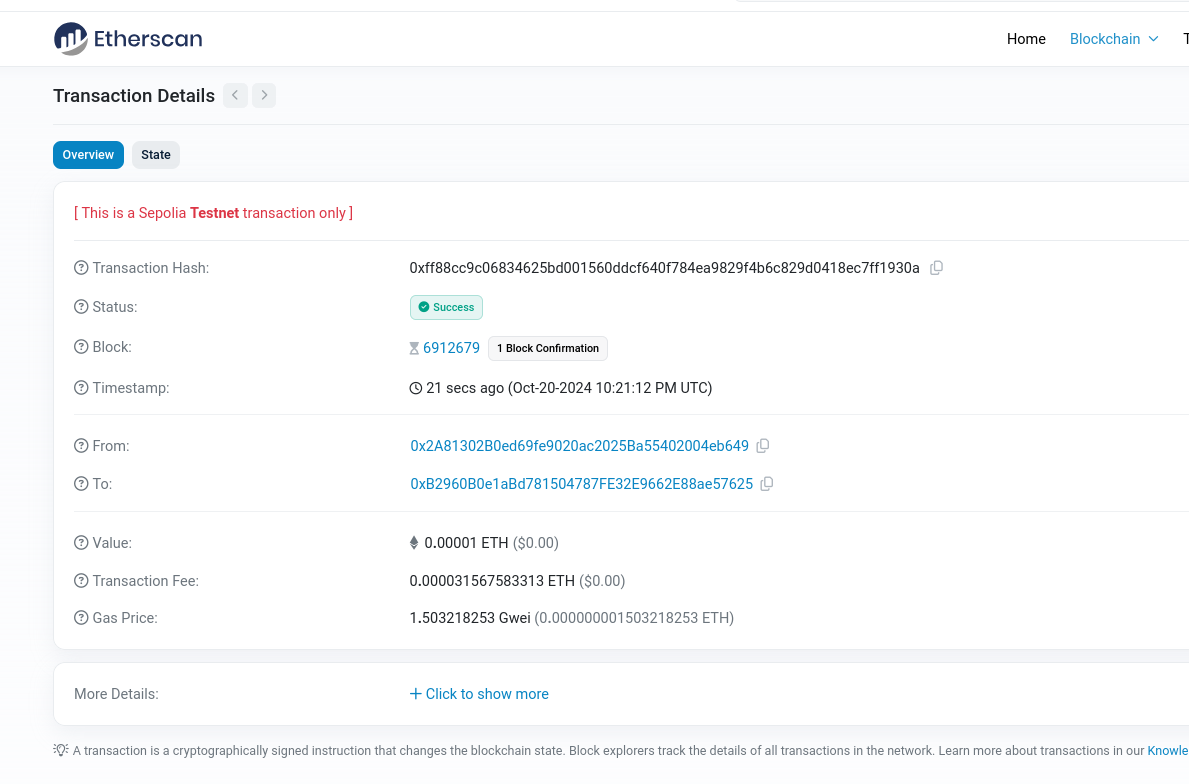 Etherscan
Home Blockchain T
Transaction Details
Overview State
[ This is a Sepolia Testnet transaction only ]
Transaction Hash: 0xff88cc9c06834625bd001560ddcf640f784ea9829f4b6c829d0418ec7ff1930a
Status: Success
Block: 6912679 1 Block Confirmation
Timestamp: 21 secs ago (Oct-20-2024 10:21:12 PM UTC)
From: 0x2A81302B0ed69fe9020ac2025Ba55402004eb649
To: 0xB2960B0e1aBd781504787FE32E9662E88ae57625
Value: 0.00001 ETH ($0.00)
Transaction Fee: 0.000031567583313 ETH ($0.00)
Gas Price: 1.503218253 Gwei (0.000000001503218253 ETH)
More Details: + Click to show more
A transaction is a cryptographically signed instruction that changes the blockchain state. Block explorers track the details of all transactions in the network. Learn more about transactions in our Knowle